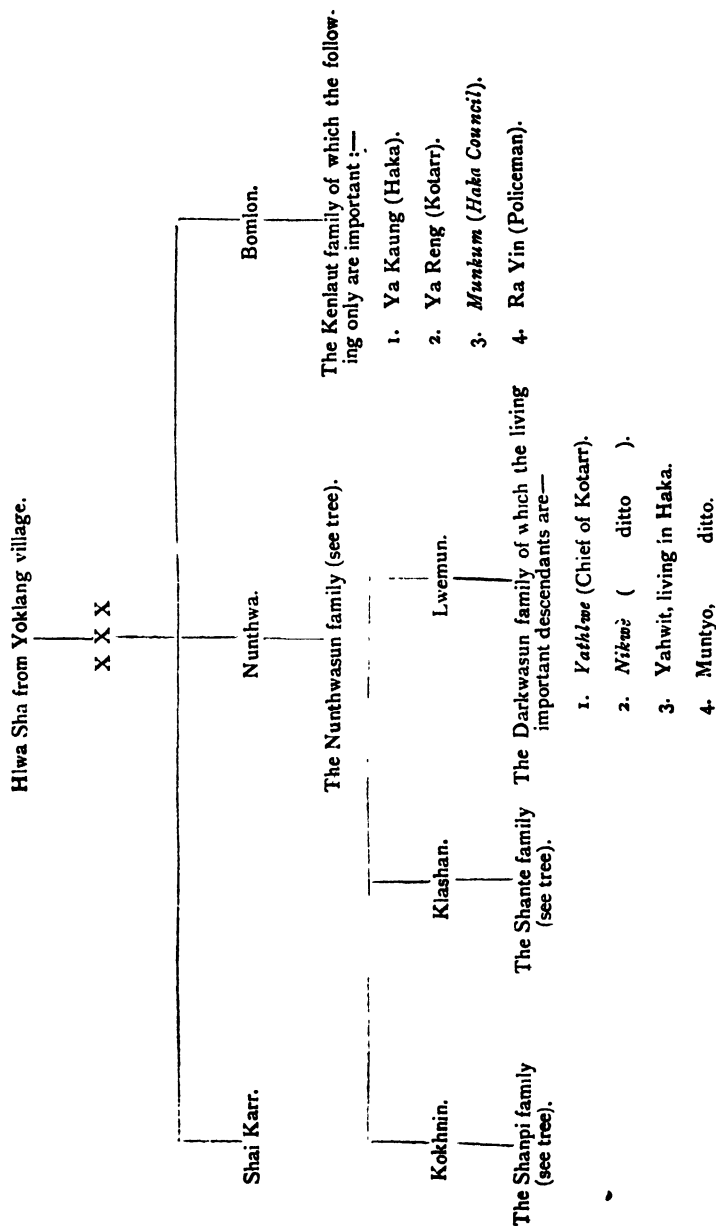 Hlwa Sha from Yoklang village.
X X X
Shai Karr.
Nunthwa.
Bomlon.
The Nunthwasun family (see tree).
The Kenlaut family of which the follow-
ing only are important :—
1. Ya Kaung (Haka).
2. Ya Reng (Kotarr).
3. Munkum (Haka Council).
4. Ra Yin (Policeman).
Kokhnin.
Klashan.
Lwemun.
The Shanpi family
(see tree).
The Shante family
(see tree).
The Darkwasun family of which the living
important descendants are—
1. Yathlwe (Chief of Kotarr).
2. Nikwè ( ditto ).
3. Yahwit, living in Haka.
4. Muntyo, ditto.